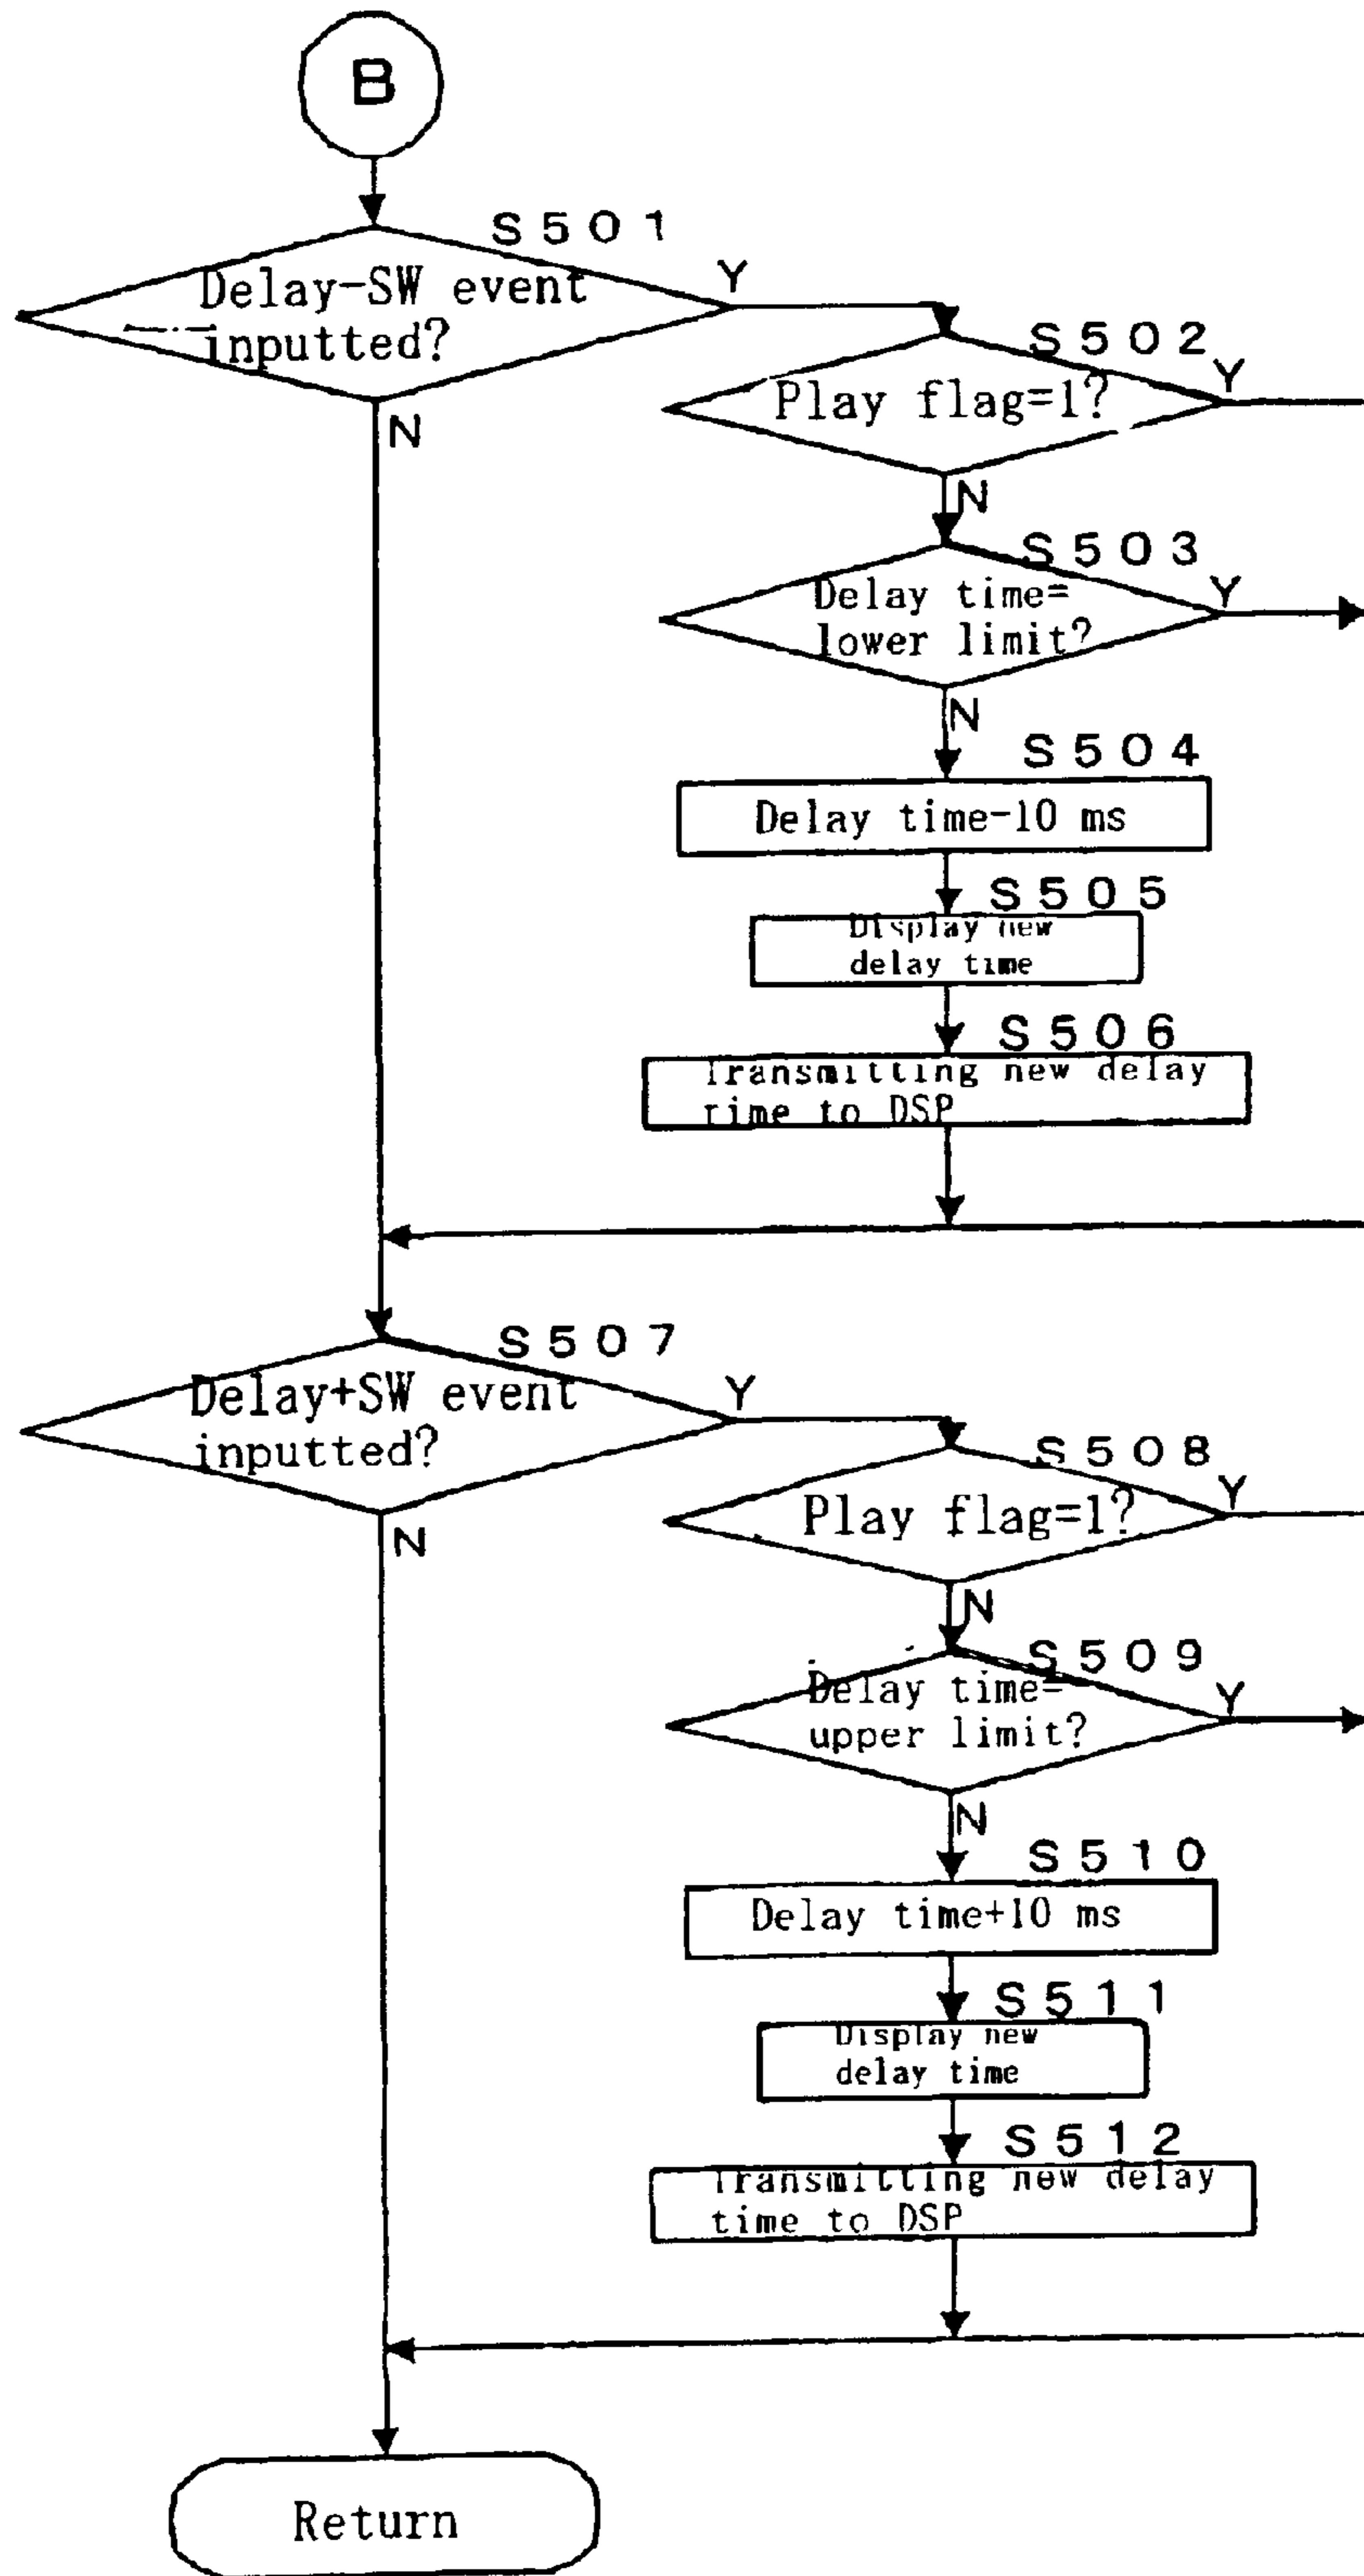 B
S501
Delay-SW event
inputted?
Y
N
S502
Play flag=1?
Y
N
S503
Delay time=
lower limit?
Y
N
S504
Delay time-10 ms
S505
Display new
delay time
S506
Transmitting new delay
rime to DSP
S507
Delay+SW event
inputted?
Y
N
S508
Play flag=1?
Y
N
S509
Delay time=
upper limit?
Y
N
S510
Delay time+10 ms
S511
Display new
delay time
S512
Transmitting new delay
time to DSP
Return